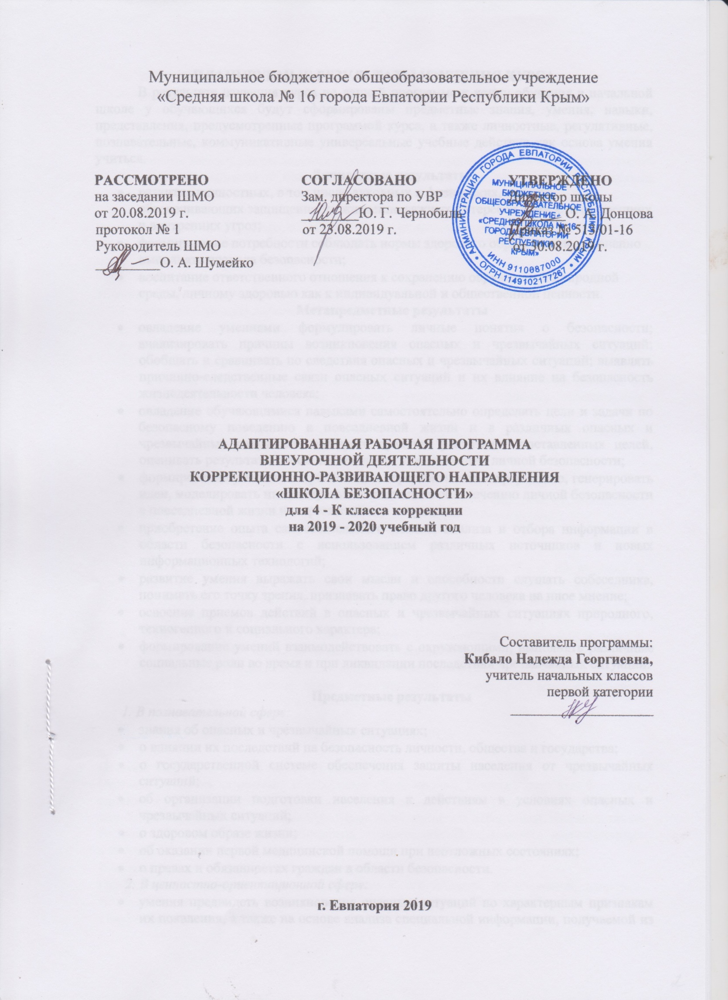 Муниципальное бюджетное общеобразовательное учреждение
«Средняя школа № 16 города Евпатории Республики Крым»
РАССМОТРЕНО
на заседании ШМО
от 20.08.2019 г.
протокол № 1
Руководитель ШМО
__________О. А. Шумейко
СОГЛАСОВАНО
Зам. директора по УВР
_________Ю. Г. Чернобиль
от 23.08.2019 г.
УТВЕРЖДЕНО
Директор школы
_________О. А. Донцова
Приказ № 513/01-16
от 30.08.2019 г.
АДМИНИСТРАЦИЯ ГОРОДА ЕВПАТОРИИ РЕСПУБЛИКИ КРЫМ
ОГРН 1149102177267
ИНН 9110087000
МУНИЦИПАЛЬНОЕ
БЮДЖЕТНОЕ
ОБЩЕОБРАЗОВАТЕЛЬНОЕ
УЧРЕЖДЕНИЕ
«СРЕДНЯЯ ШКОЛА № 16
ГОРОДА ЕВПАТОРИИ
РЕСПУБЛИКИ
КРЫМ»
АДАПТИРОВАННАЯ РАБОЧАЯ ПРОГРАММА
ВНЕУРОЧНОЙ ДЕЯТЕЛЬНОСТИ
КОРРЕКЦИОННО-РАЗВИВАЮЩЕГО НАПРАВЛЕНИЯ
«ШКОЛА БЕЗОПАСНОСТИ»
для 4 - К класса коррекции
на 2019 - 2020 учебный год
Составитель программы:
Кибало Надежда Георгиевна,
учитель начальных классов
первой категории
г. Евпатория 2019